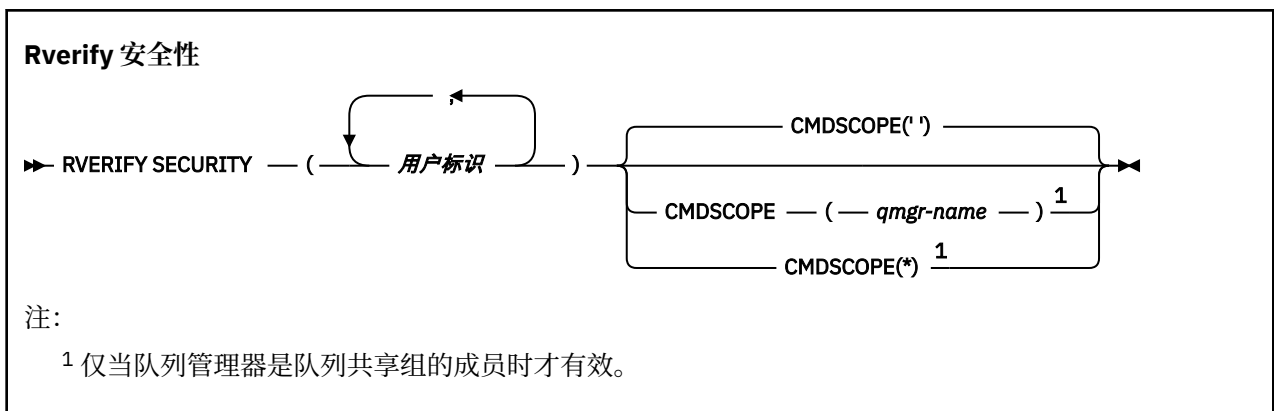 Rverify 安全性
,
CMDSCOPE(' ')
RVERIFY SECURITY ( 用户标识 )
CMDSCOPE ( qmgr-name ) 1
CMDSCOPE(*) 1
注：
1 仅当队列管理器是队列共享组的成员时才有效。